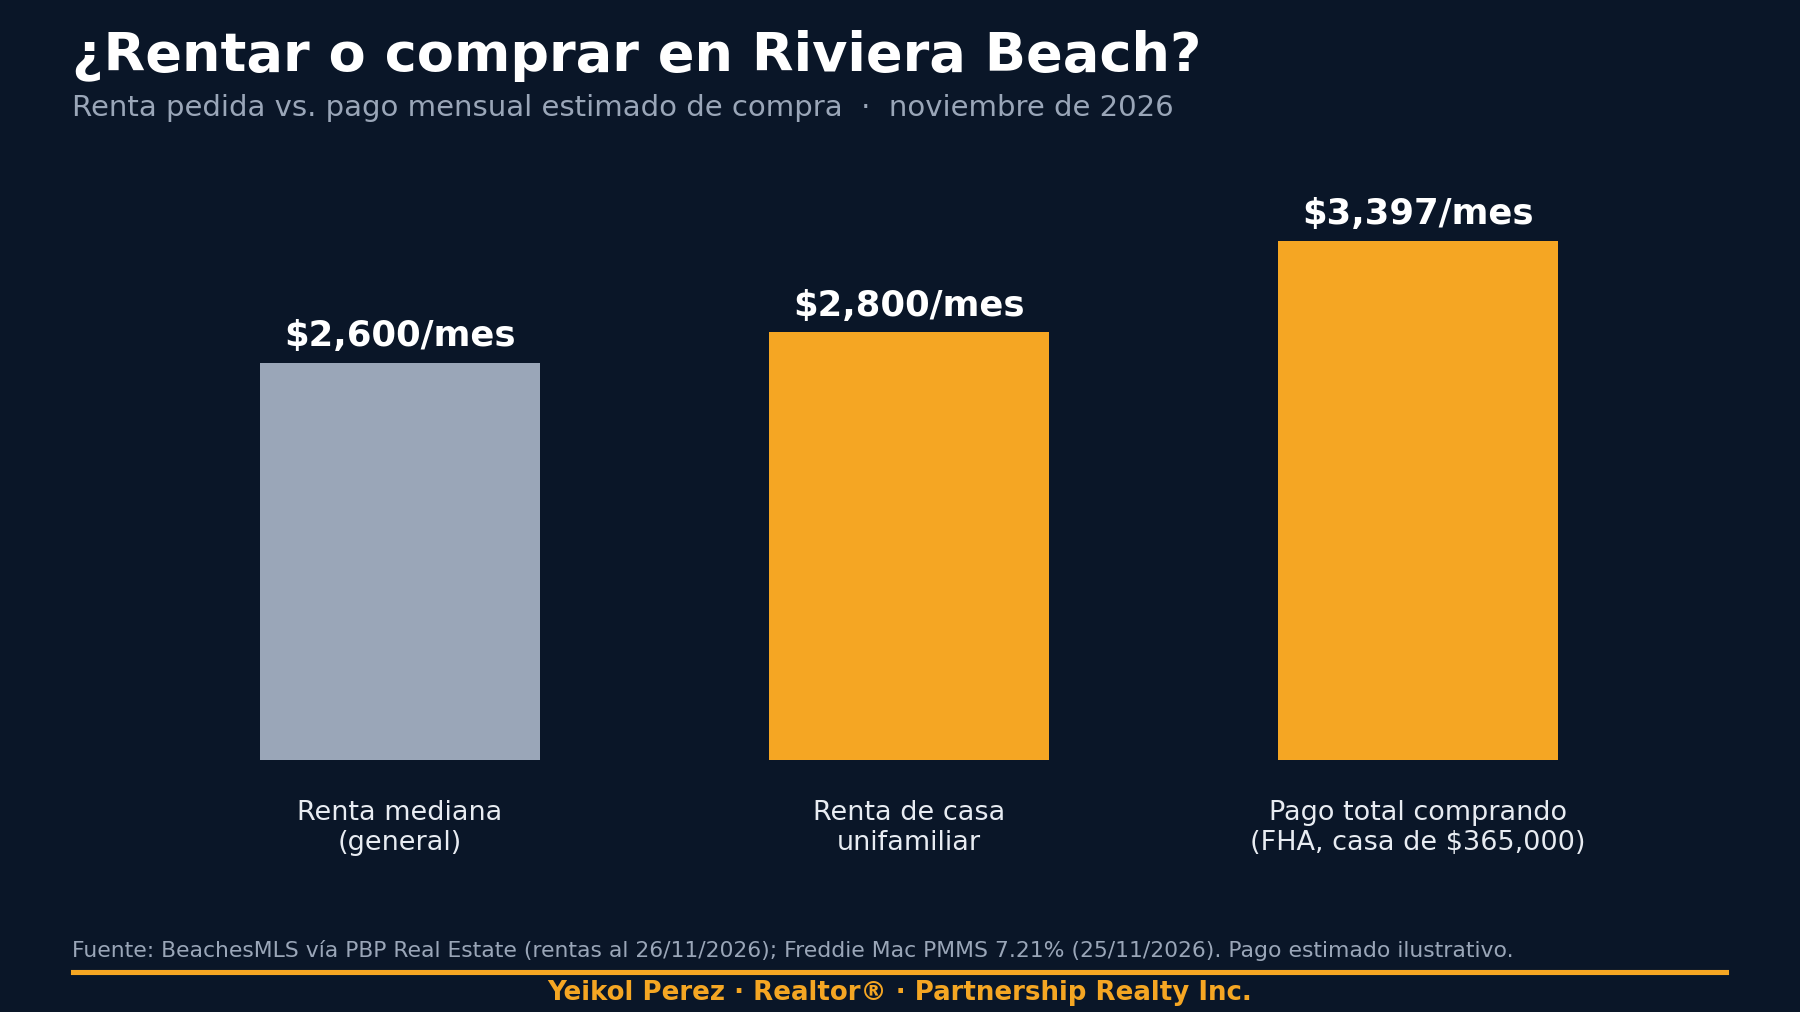 ¿Rentar o comprar en Riviera Beach?
Renta pedida vs. pago mensual estimado de compra · noviembre de 2026
$2,600/mes
$2,800/mes
$3,397/mes
Renta mediana
(general)
Renta de casa
unifamiliar
Pago total comprando
(FHA, casa de $365,000)
Fuente: BeachesMLS vía PBP Real Estate (rentas al 26/11/2026); Freddie Mac PMMS 7.21% (25/11/2026). Pago estimado ilustrativo.
Yeikol Perez · Realtor® · Partnership Realty Inc.